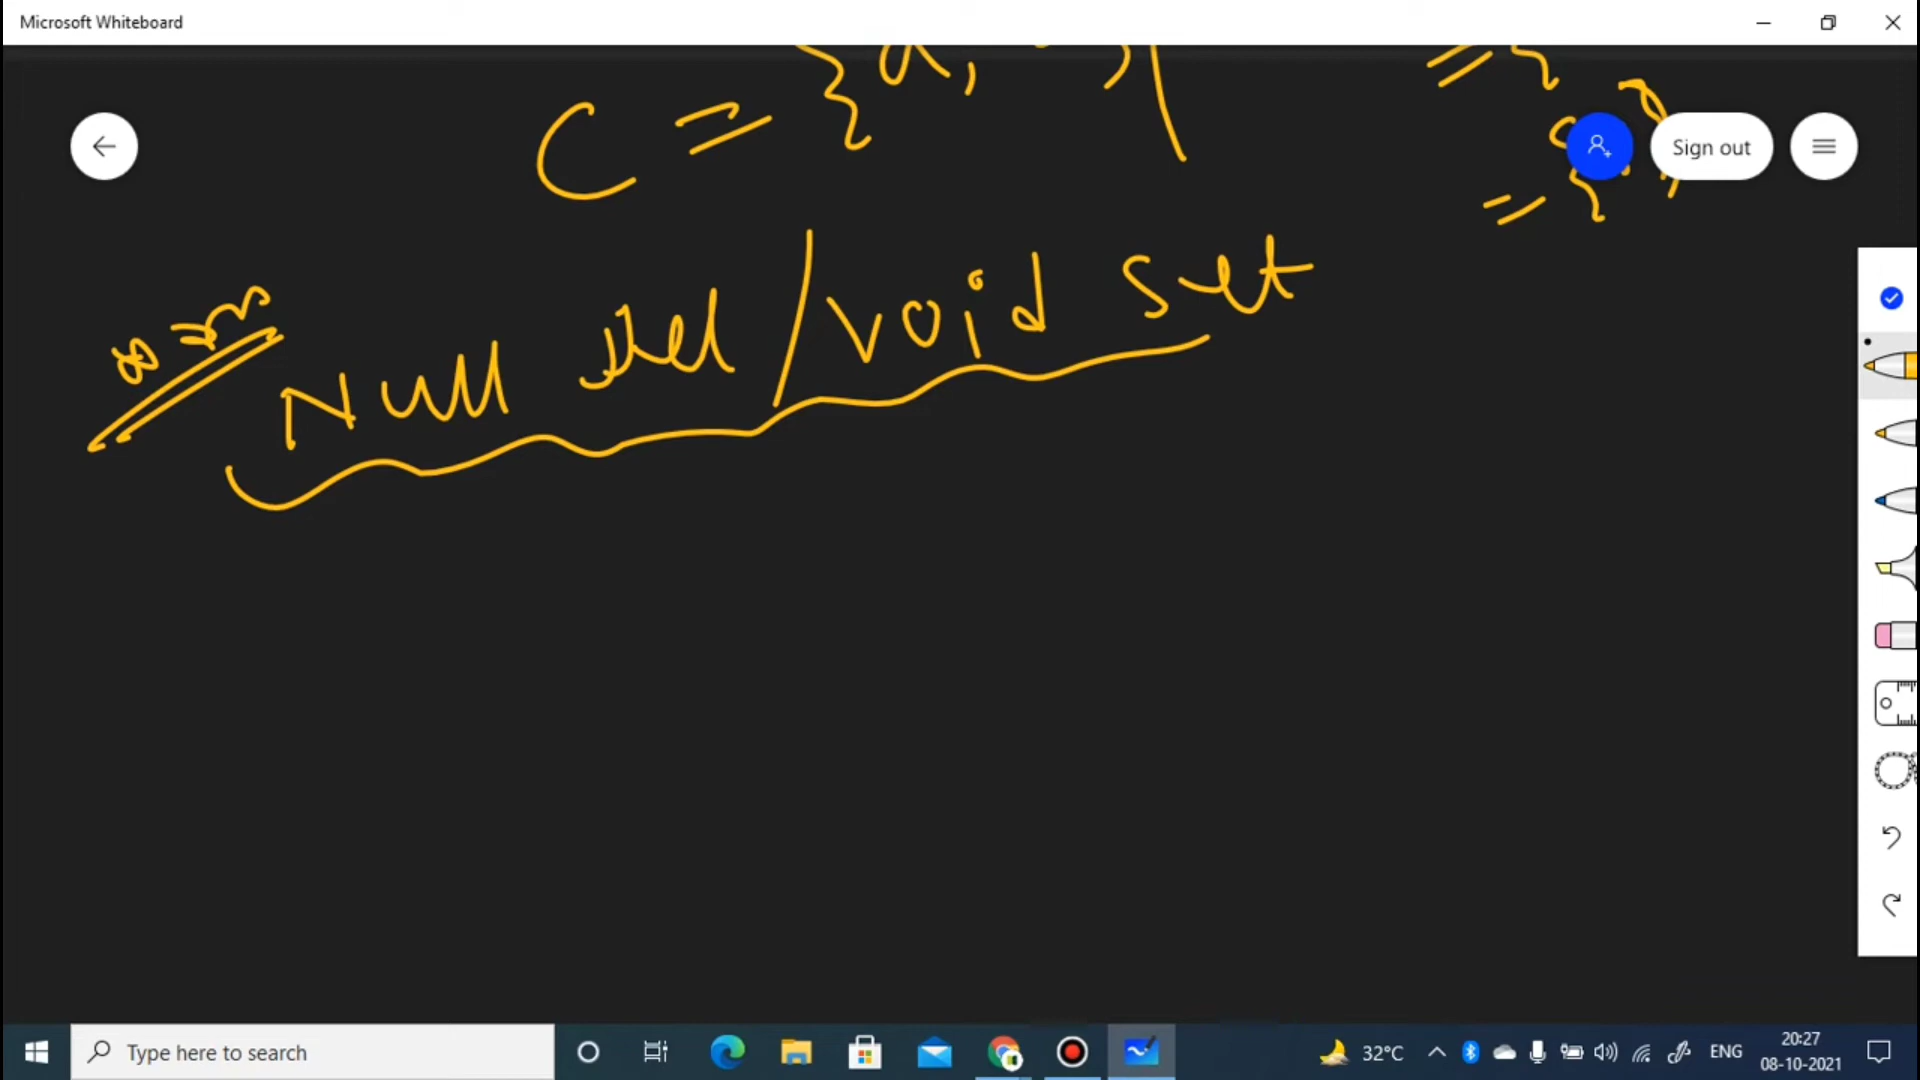 Microsoft Whiteboard
Sign out
C = {a,
= {
= {
Null set / void set
Type here to search
32°C
ENG
20:27
08-10-2021